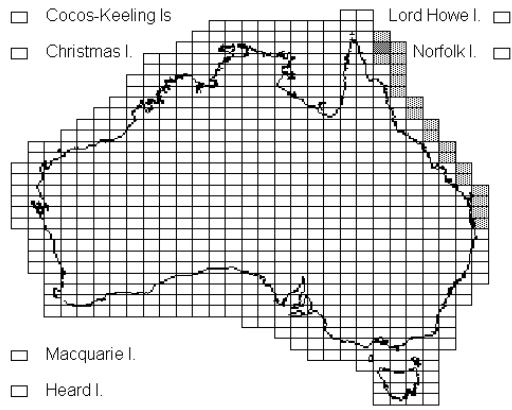 Cocos-Keeling Is
Lord Howe I.
Christmas I.
Norfolk I.
Macquarie I.
Heard I.